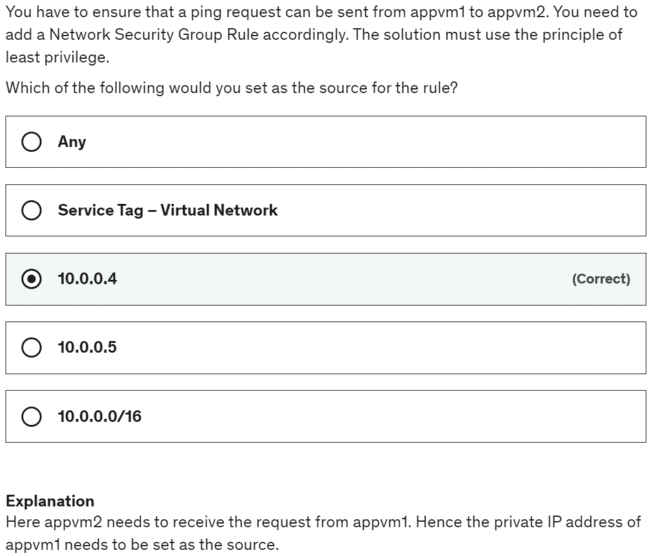 You have to ensure that a ping request can be sent from appvm1 to appvm2. You need to
add a Network Security Group Rule accordingly. The solution must use the principle of
least privilege.
Which of the following would you set as the source for the rule?
Any
Service Tag – Virtual Network
10.0.0.4 (Correct)
10.0.0.5
10.0.0.0/16
Explanation
Here appvm2 needs to receive the request from appvm1. Hence the private IP address of
appvm1 needs to be set as the source.